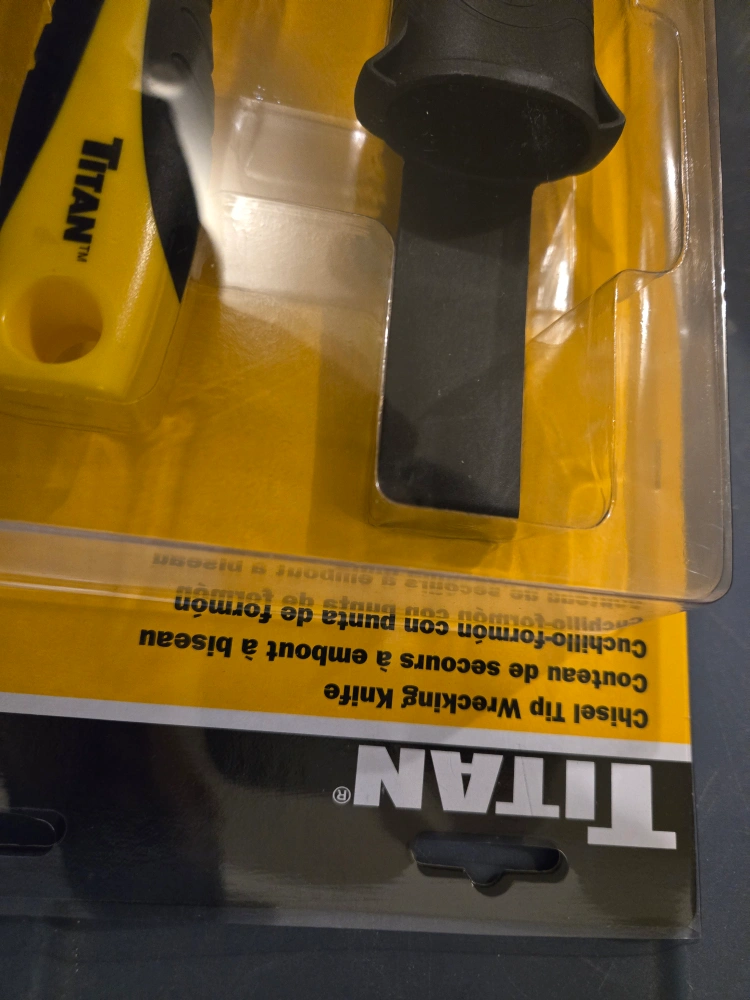 TITAN®
Chisel Tip Wrecking Knife
Couteau de secours à embout à biseau
Cuchillo-formón con punta de formón
TITAN™